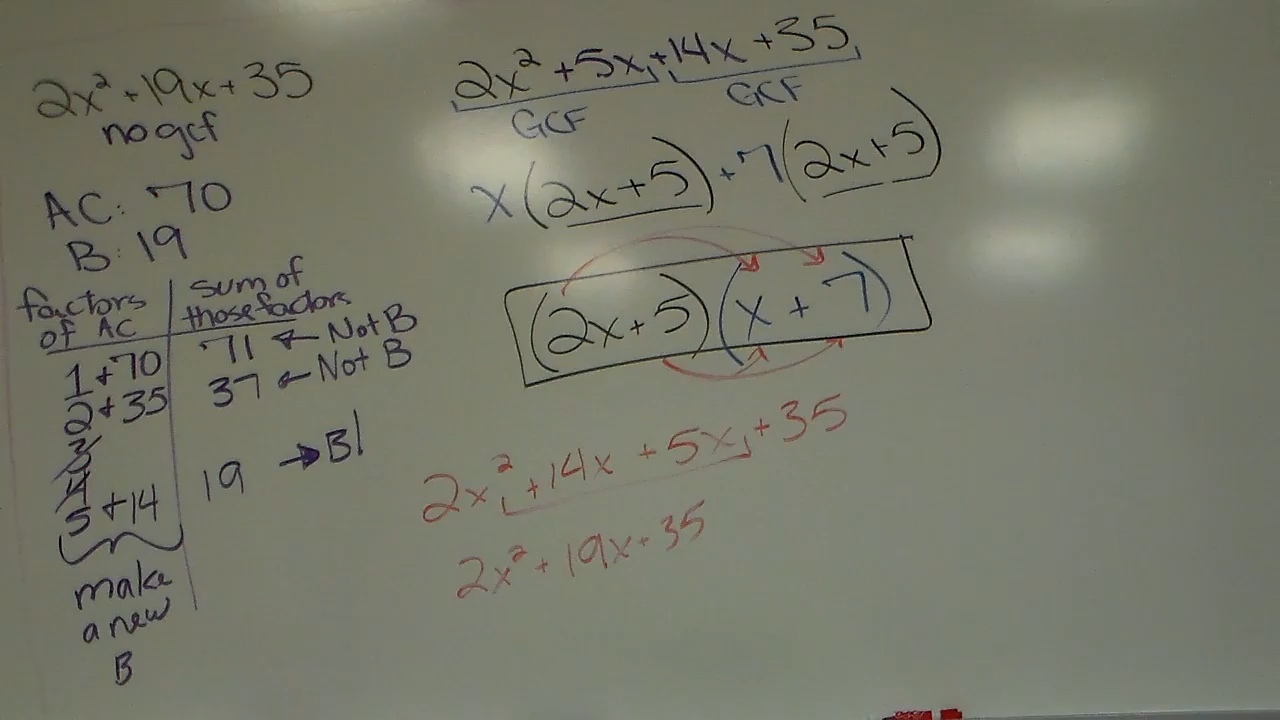 2x² + 19x + 35
no gcf
AC: 70
B: 19
factors of AC | sum of those factors
1 + 70 | 71 ← Not B
2 + 35 | 37 ← Not B
3
4
5 + 14 | 19 → B!
make
a new
B
2x² + 5x + 14x + 35
GCF GCF
x(2x + 5) + 7(2x + 5)
(2x + 5)(x + 7)
2x² + 14x + 5x + 35
2x² + 19x + 35